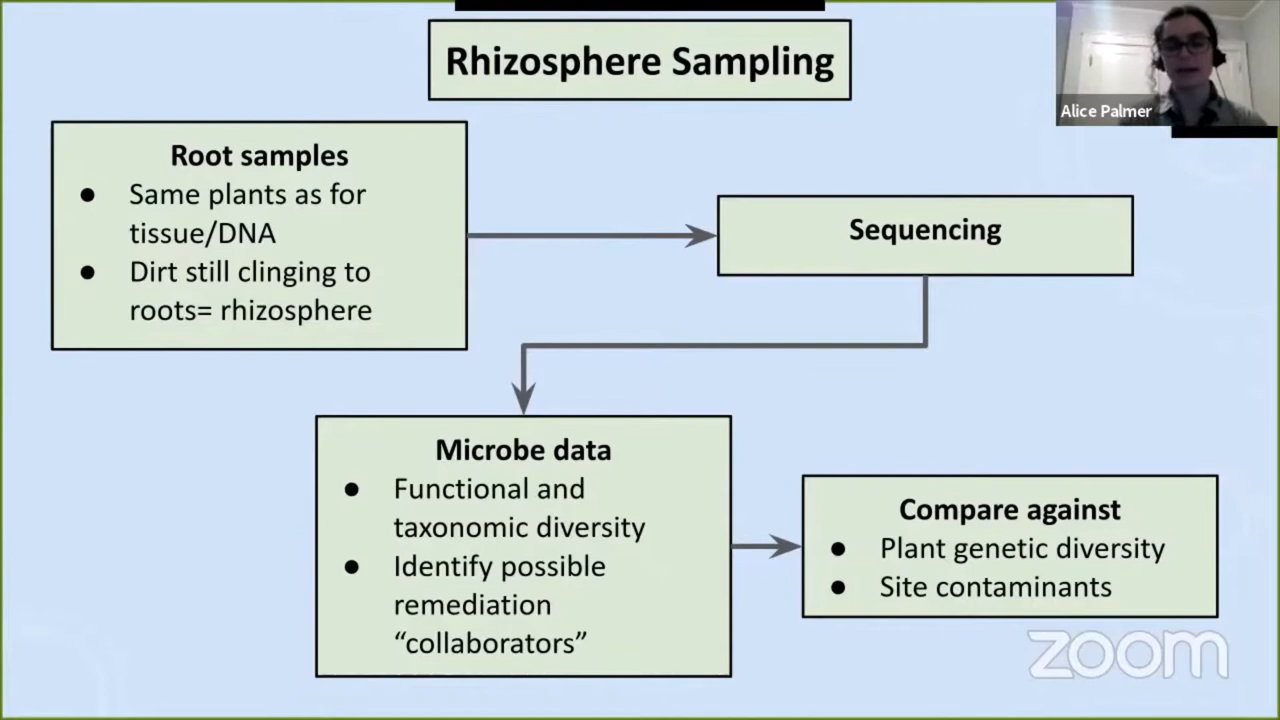 Rhizosphere Sampling
Alice Palmer
Root samples
● Same plants as for
tissue/DNA
● Dirt still clinging to
roots= rhizosphere
Sequencing
Microbe data
● Functional and
taxonomic diversity
● Identify possible
remediation
“collaborators”
Compare against
● Plant genetic diversity
● Site contaminants
zoom